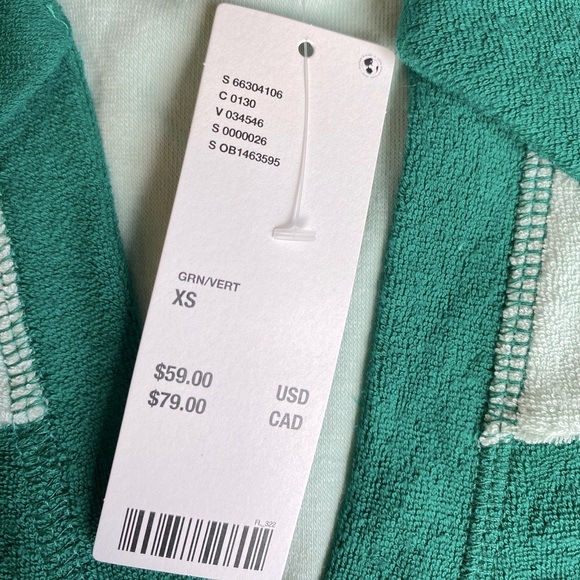 S 66304106
C 0130
V 034546
S 0000026
S OB1463595
GRN/VERT
XS
$59.00 USD
$79.00 CAD
FL_322